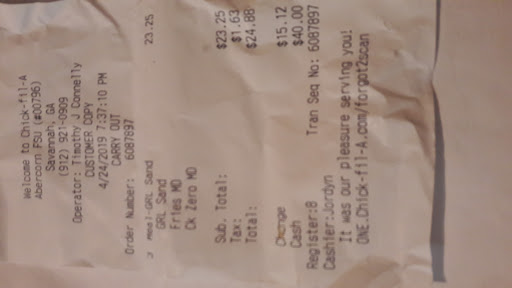 Welcome to Chick-fil-A
Abercorn FSU (#00796)
Savannah, GA
(912) 921-0909
Operator: Timothy J Connelly
CUSTOMER COPY
4/24/2019 7:37:10 PM
CARRY OUT
Order Number: 6087897
Meal-GRL Sand 23.25
GRL Sand
Fries MD
Ck Zero MD
Sub. Total: $23.25
Tax: $1.63
Total: $24.88
Change $15.12
Cash $40.00
Register:8 Tran Seq No: 6087897
Cashier:Jordyn
It was our pleasure serving you!
ONE.Chick-fil-A.com/forgot2scan